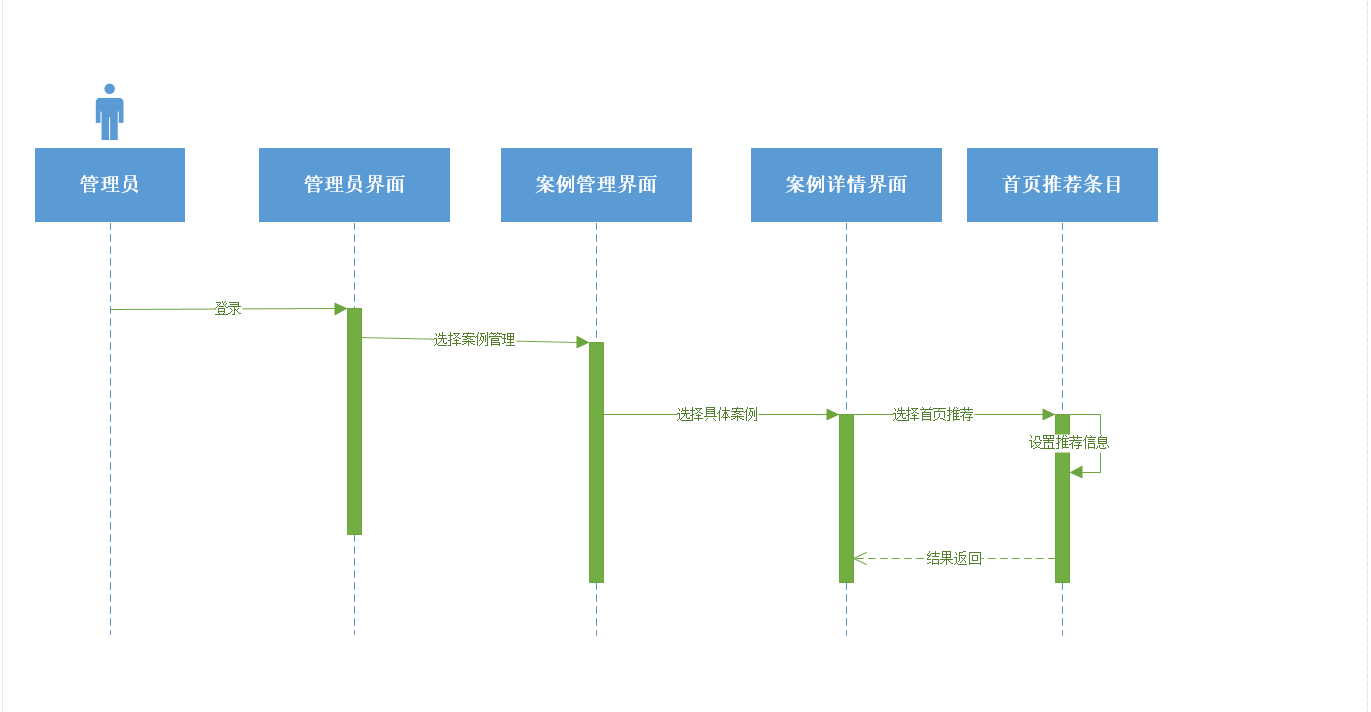 管理员
管理员界面
案例管理界面
案例详情界面
首页推荐条目
登录
选择案例管理
选择具体案例
选择首页推荐
设置推荐信息
结果返回